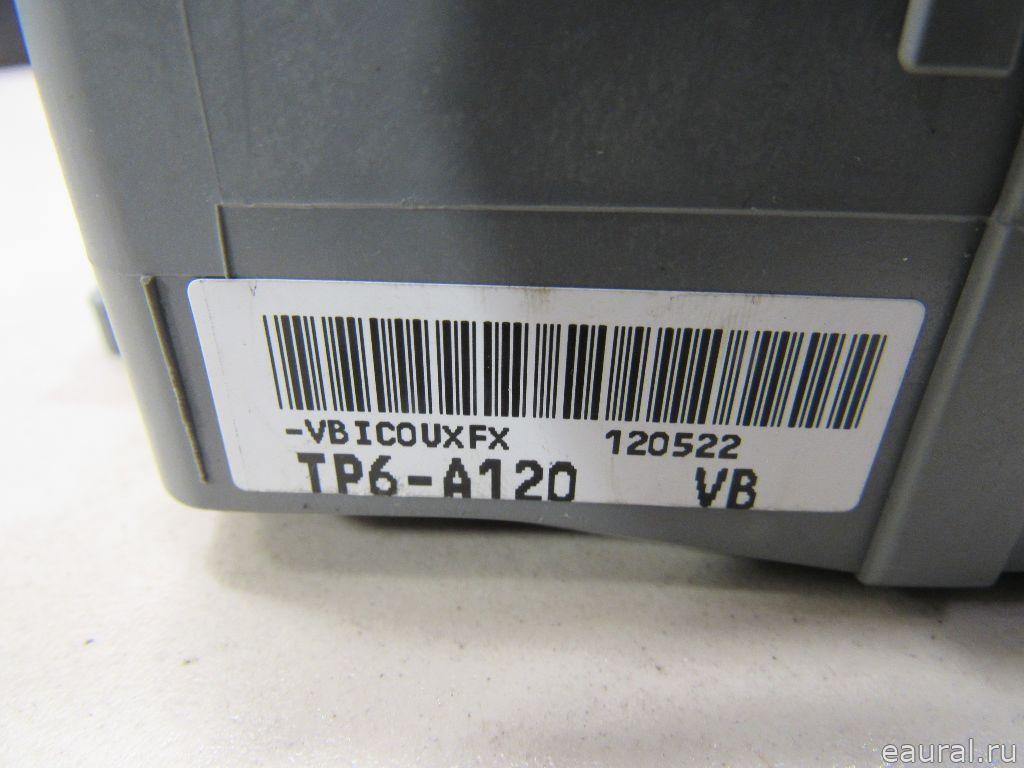 -VBICOUXFX 120522
TP6-A120 VB
eaural.ru